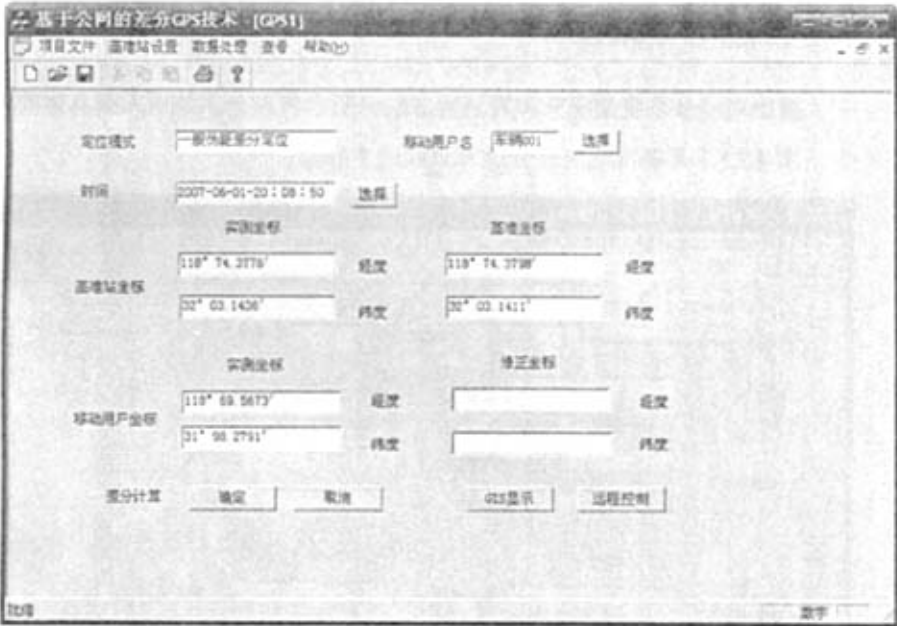 基于公网的差分GPS技术 - [GPS1]
项目文件 基准站设置 数据处理 查看 帮助(H)
定位模式 一般伪距差分定位 移动用户名 车辆001 选择
时间 2007-06-01-20:08:50 选择
实测坐标 基准坐标
基准站坐标 118° 74.3778′ 经度 118° 74.3798′ 经度
32° 03.1436′ 纬度 32° 03.1411′ 纬度
实测坐标 修正坐标
移动用户坐标 118° 69.5673′ 经度 经度
31° 98.2791′ 纬度 纬度
差分计算 确定 取消 GIS显示 远程控制
就绪 数字